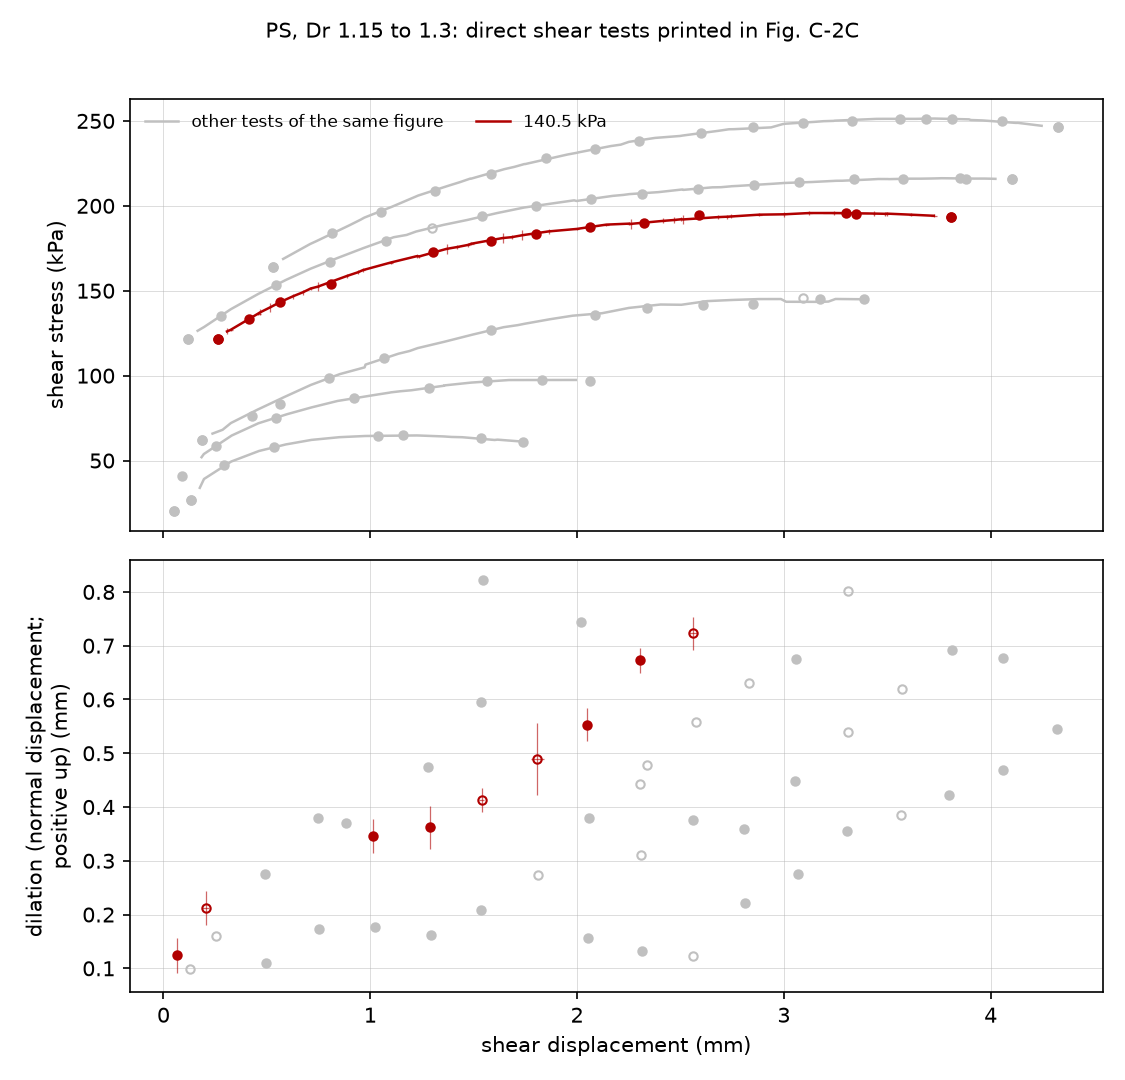 PS, Dr 1.15 to 1.3: direct shear tests printed in Fig. C-2C
other tests of the same figure
140.5 kPa
shear stress (kPa)
250
200
150
100
50
dilation (normal displacement;
positive up) (mm)
0.8
0.7
0.6
0.5
0.4
0.3
0.2
0.1
0
1
2
3
4
shear displacement (mm)